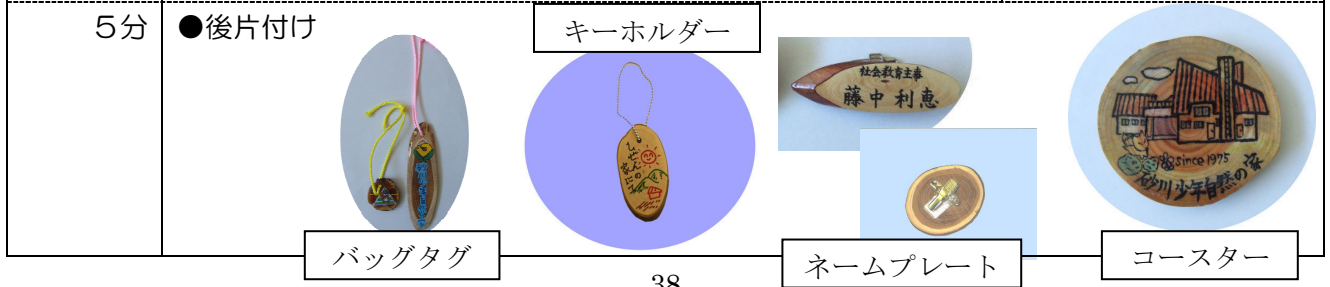 5分
●後片付け
キーホルダー
社会教育主事
藤中利恵
since 1975
砂川少年自然の家
バッグタグ
ネームプレート
コースター
38